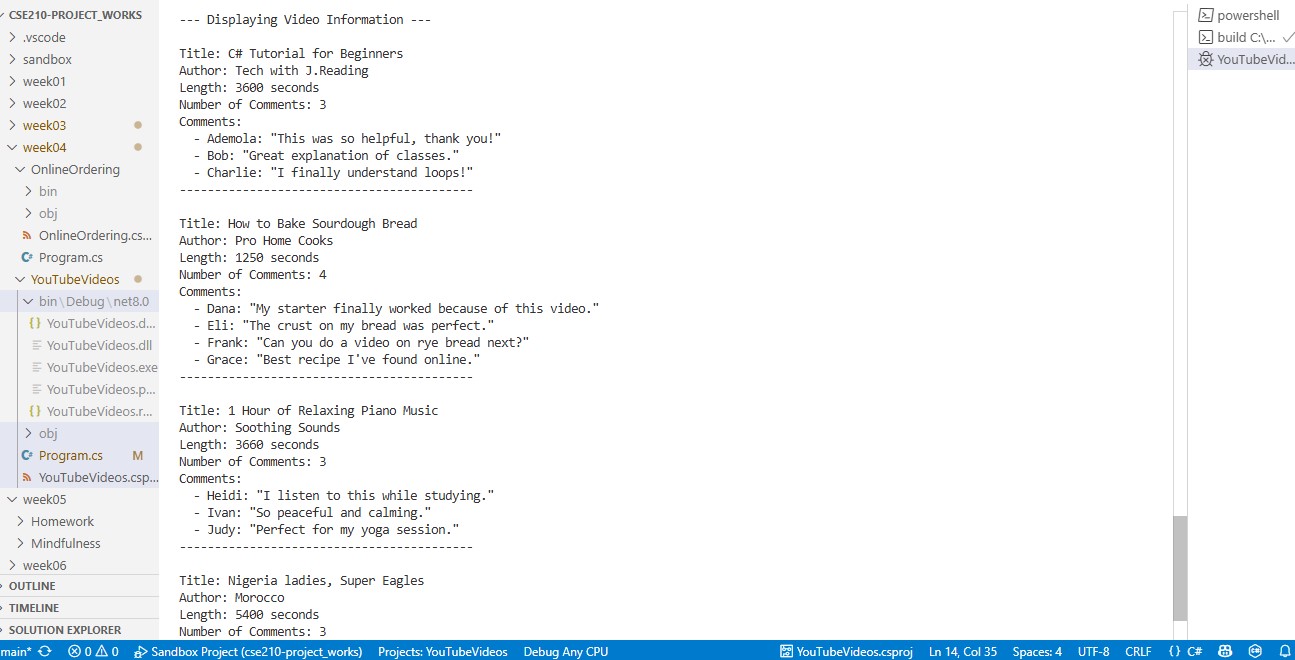 CSE210-PROJECT_WORKS
.vscode
sandbox
week01
week02
week03
week04
OnlineOrdering
bin
obj
OnlineOrdering.cs...
Program.cs
YouTubeVideos
bin\Debug\net8.0
YouTubeVideos.d...
YouTubeVideos.dll
YouTubeVideos.exe
YouTubeVideos.p...
YouTubeVideos.r...
obj
Program.cs M
YouTubeVideos.csp...
week05
Homework
Mindfulness
week06
OUTLINE
TIMELINE
SOLUTION EXPLORER
--- Displaying Video Information ---
Title: C# Tutorial for Beginners
Author: Tech with J.Reading
Length: 3600 seconds
Number of Comments: 3
Comments:
- Ademola: "This was so helpful, thank you!"
- Bob: "Great explanation of classes."
- Charlie: "I finally understand loops!"
------------------------------------------
Title: How to Bake Sourdough Bread
Author: Pro Home Cooks
Length: 1250 seconds
Number of Comments: 4
Comments:
- Dana: "My starter finally worked because of this video."
- Eli: "The crust on my bread was perfect."
- Frank: "Can you do a video on rye bread next?"
- Grace: "Best recipe I've found online."
------------------------------------------
Title: 1 Hour of Relaxing Piano Music
Author: Soothing Sounds
Length: 3660 seconds
Number of Comments: 3
Comments:
- Heidi: "I listen to this while studying."
- Ivan: "So peaceful and calming."
- Judy: "Perfect for my yoga session."
------------------------------------------
Title: Nigeria ladies, Super Eagles
Author: Morocco
Length: 5400 seconds
Number of Comments: 3
powershell
build C:\...
YouTubeVid...
main* 0 0 Sandbox Project (cse210-project_works) Projects: YouTubeVideos Debug Any CPU YouTubeVideos.csproj Ln 14, Col 35 Spaces: 4 UTF-8 CRLF {} C#